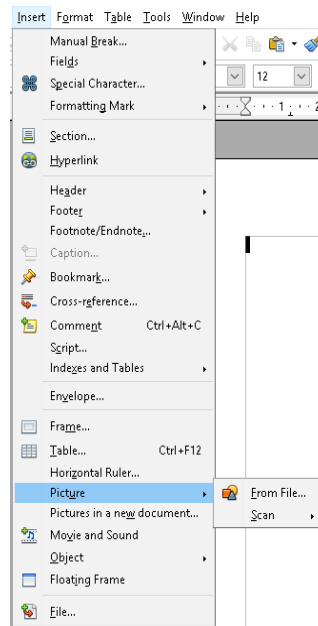 Insert Format Table Tools Window Help
Manual Break...
Fields
Special Character...
12
Formatting Mark
1 2
Section...
Hyperlink
Header
Footer
Footnote/Endnote...
Caption...
Bookmark...
Cross-reference...
Comment Ctrl+Alt+C
Script...
Indexes and Tables
Envelope...
Frame...
Table... Ctrl+F12
Horizontal Ruler...
Picture From File...
Pictures in a new document... Scan
Movie and Sound
Object
Floating Frame
File...